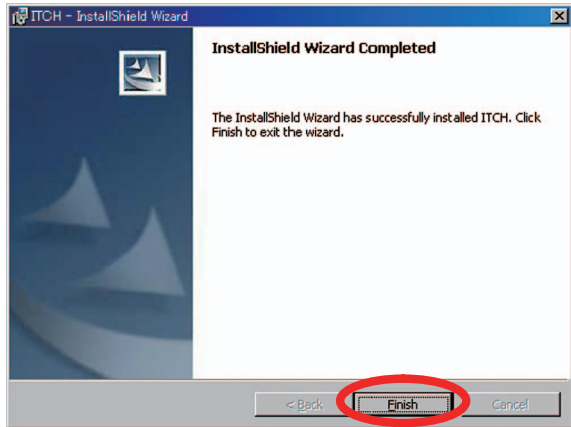 ITCH - InstallShield Wizard
InstallShield Wizard Completed
The InstallShield Wizard has successfully installed ITCH. Click
Finish to exit the wizard.
< Back
Finish
Cancel